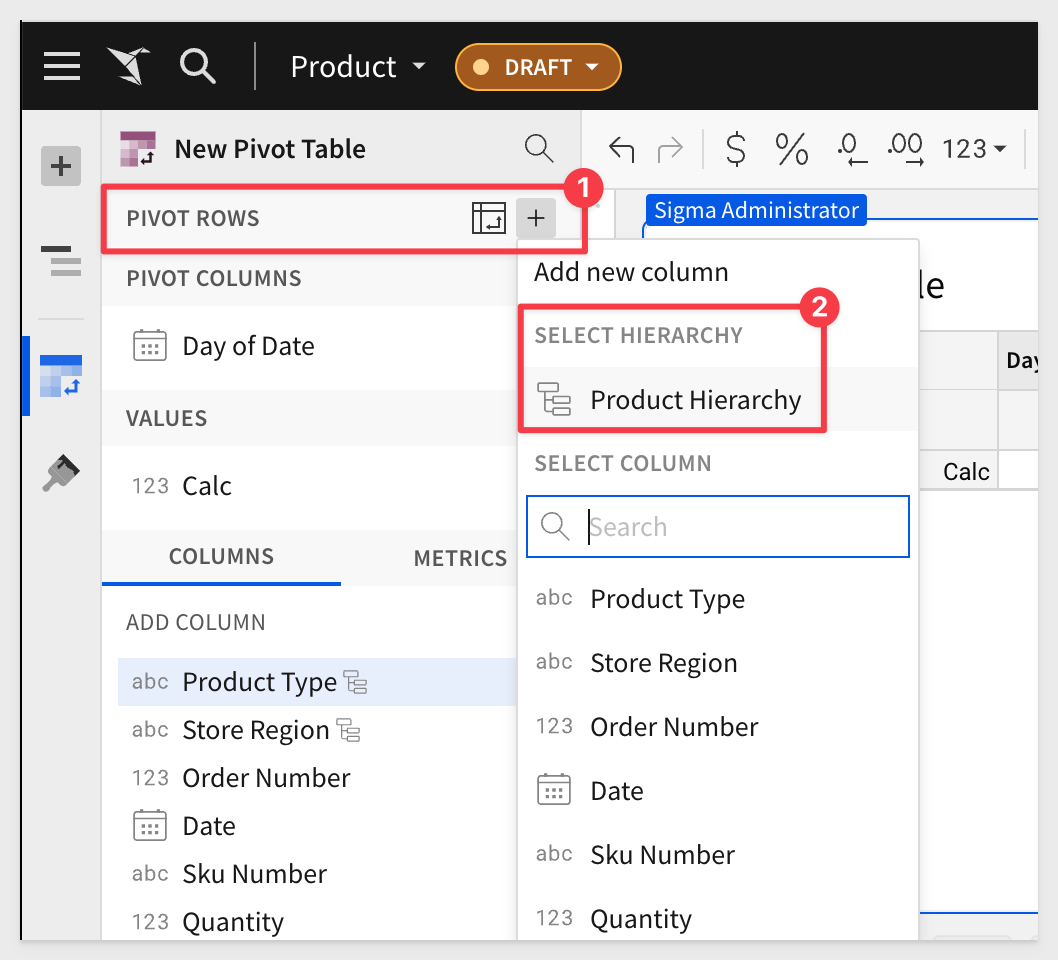 Product
DRAFT
New Pivot Table
$ % .0 .00 123
1
PIVOT ROWS
Sigma Administrator
PIVOT COLUMNS
Add new column
le
2
Day of Date
SELECT HIERARCHY
Day
Product Hierarchy
VALUES
SELECT COLUMN
Calc
123 Calc
Search
COLUMNS
METRICS
ADD COLUMN
abc Product Type
abc Store Region
123 Order Number
Date
abc Sku Number
123 Quantity
abc Product Type
abc Store Region
123 Order Number
Date
abc Sku Number
123 Quantity